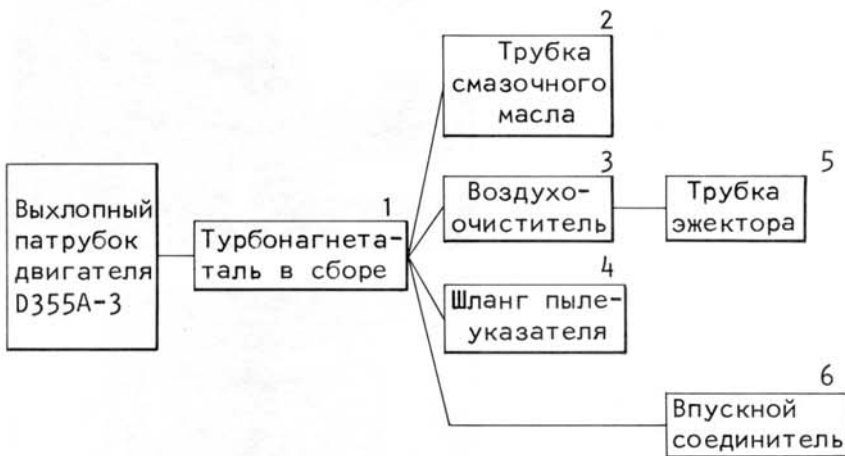 2
Трубка
смазочного
масла
3
5
Воздухо-
очиститель
Трубка
эжектора
Выхлопный
патрубок
двигателя
D355A-3
1
Турбонагнета-
таль в сборе
4
Шланг пыле-
указателя
6
Впускной
соединитель